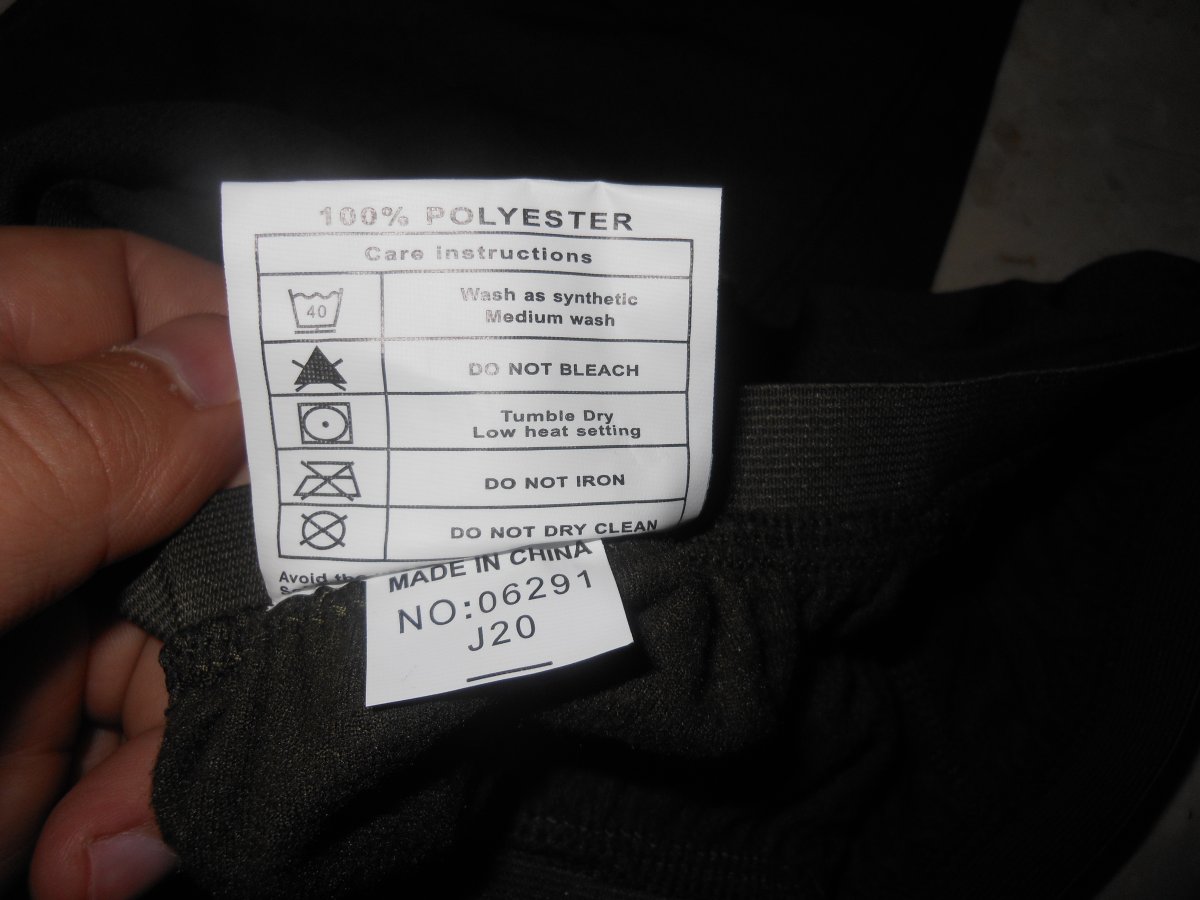 100% POLYESTER
Care instructions
40
Wash as synthetic
Medium wash
DO NOT BLEACH
Tumble Dry
Low heat setting
DO NOT IRON
DO NOT DRY CLEAN
Avoid
MADE IN CHINA
NO:06291
J20